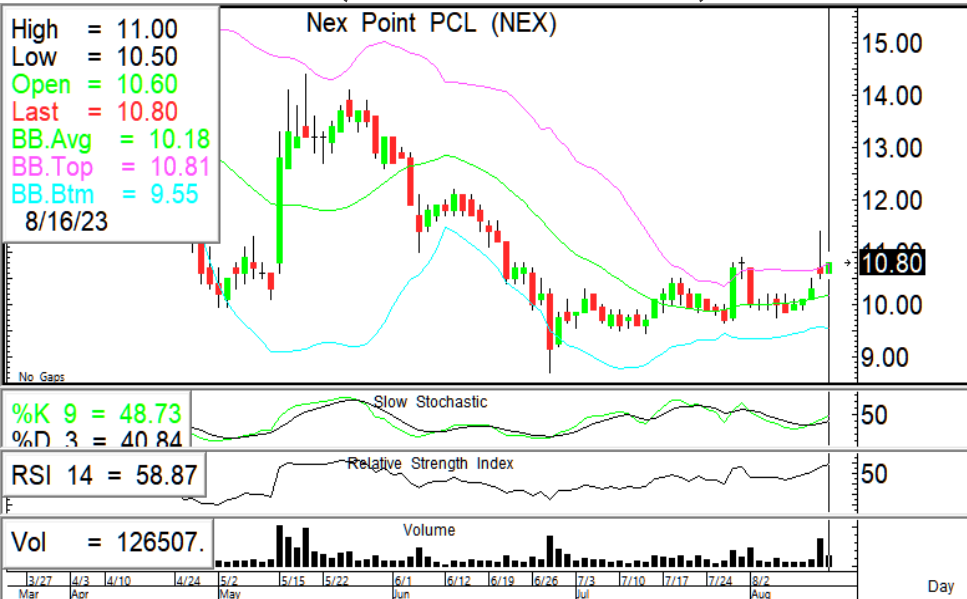 Nex Point PCL (NEX)
High = 11.00
Low = 10.50
Open = 10.60
Last = 10.80
BB.Avg = 10.18
BB.Top = 10.81
BB.Btm = 9.55
8/16/23
15.00
14.00
13.00
12.00
11.00
10.80
10.00
9.00
No Gaps
%K 9 = 48.73
%D 3 = 40.84
Slow Stochastic
50
RSI 14 = 58.87
Relative Strength Index
50
Vol = 126507.
Volume
3/27 4/3 4/10 4/24 5/2 5/15 5/22 6/1 6/12 6/19 6/26 7/3 7/10 7/17 7/24 8/2
Mar Apr May Jun Jul Aug
Day